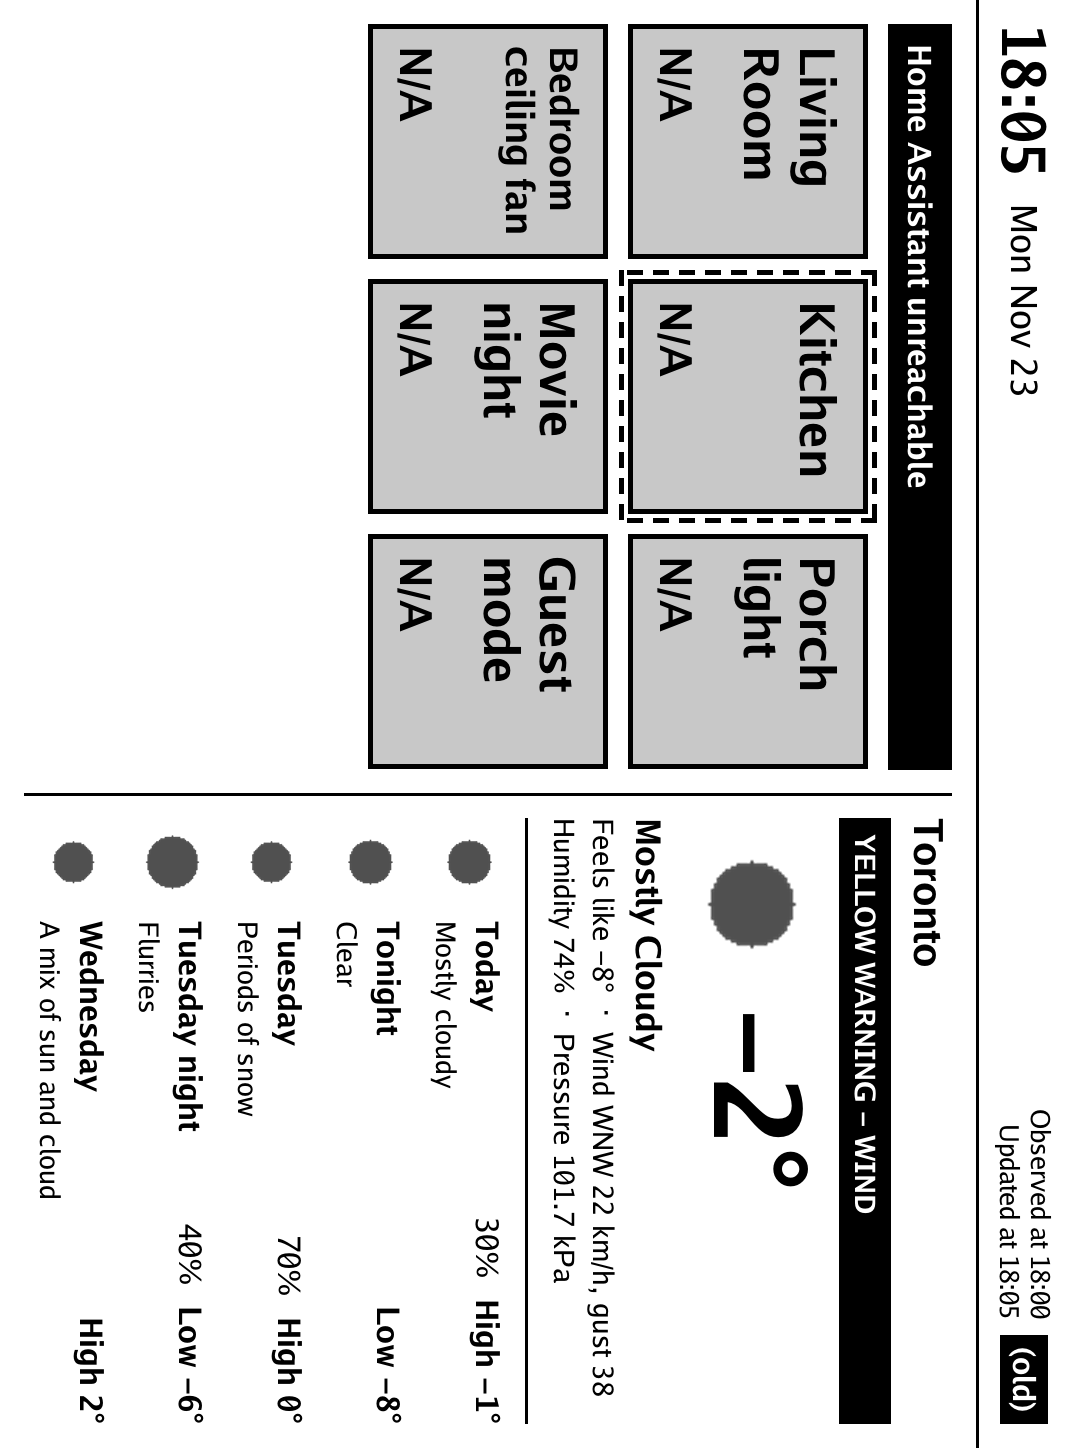 18:05 Mon Nov 23
Observed at 18:00
Updated at 18:05
(old)
Home Assistant unreachable
Living
Room
N/A
Kitchen
N/A
Porch
light
N/A
Bedroom
ceiling fan
N/A
Movie
night
N/A
Guest
mode
N/A
Toronto
YELLOW WARNING – WIND
−2°
Mostly Cloudy
Feels like −8° · Wind WNW 22 km/h, gust 38
Humidity 74% · Pressure 101.7 kPa
Today 30% High −1°
Mostly cloudy
Tonight Low −8°
Clear
Tuesday 70% High 0°
Periods of snow
Tuesday night 40% Low −6°
Flurries
Wednesday High 2°
A mix of sun and cloud